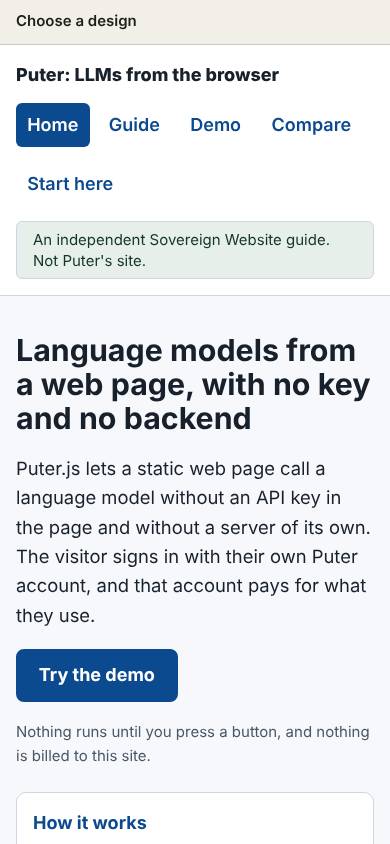 Choose a design
Puter: LLMs from the browser
Home
Guide
Demo
Compare
Start here
An independent Sovereign Website guide.
Not Puter's site.
Language models from
a web page, with no key
and no backend
Puter.js lets a static web page call a
language model without an API key in
the page and without a server of its own.
The visitor signs in with their own Puter
account, and that account pays for what
they use.
Try the demo
Nothing runs until you press a button, and nothing
is billed to this site.
How it works